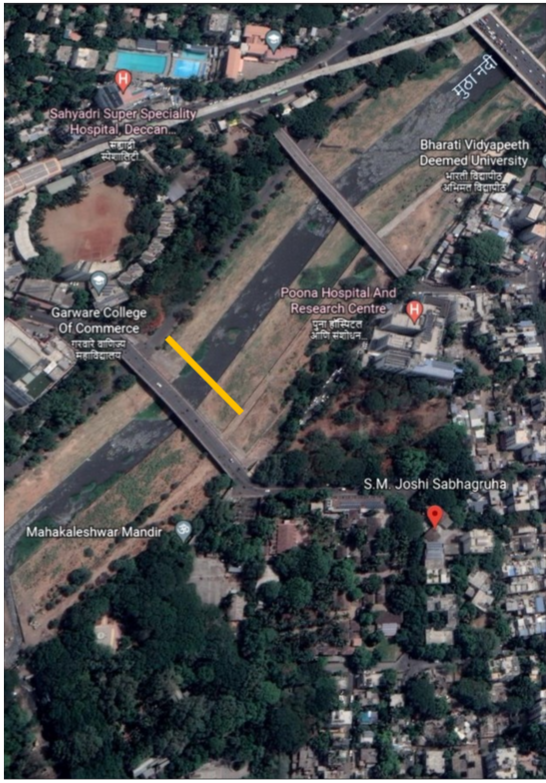 मुठा नदी
Sahyadri Super Speciality
Hospital, Deccan...
सह्याद्री
स्पेशालिटी...
Bharati Vidyapeeth
Deemed University
भारती विद्यापीठ
अभिमत विद्यापीठ
Garware College
Of Commerce
गरवारे वाणिज्य
महाविद्यालय
Poona Hospital And
Research Centre
पुना हॉस्पिटल
आणि संशोधन...
S.M. Joshi Sabhagruha
Mahakaleshwar Mandir